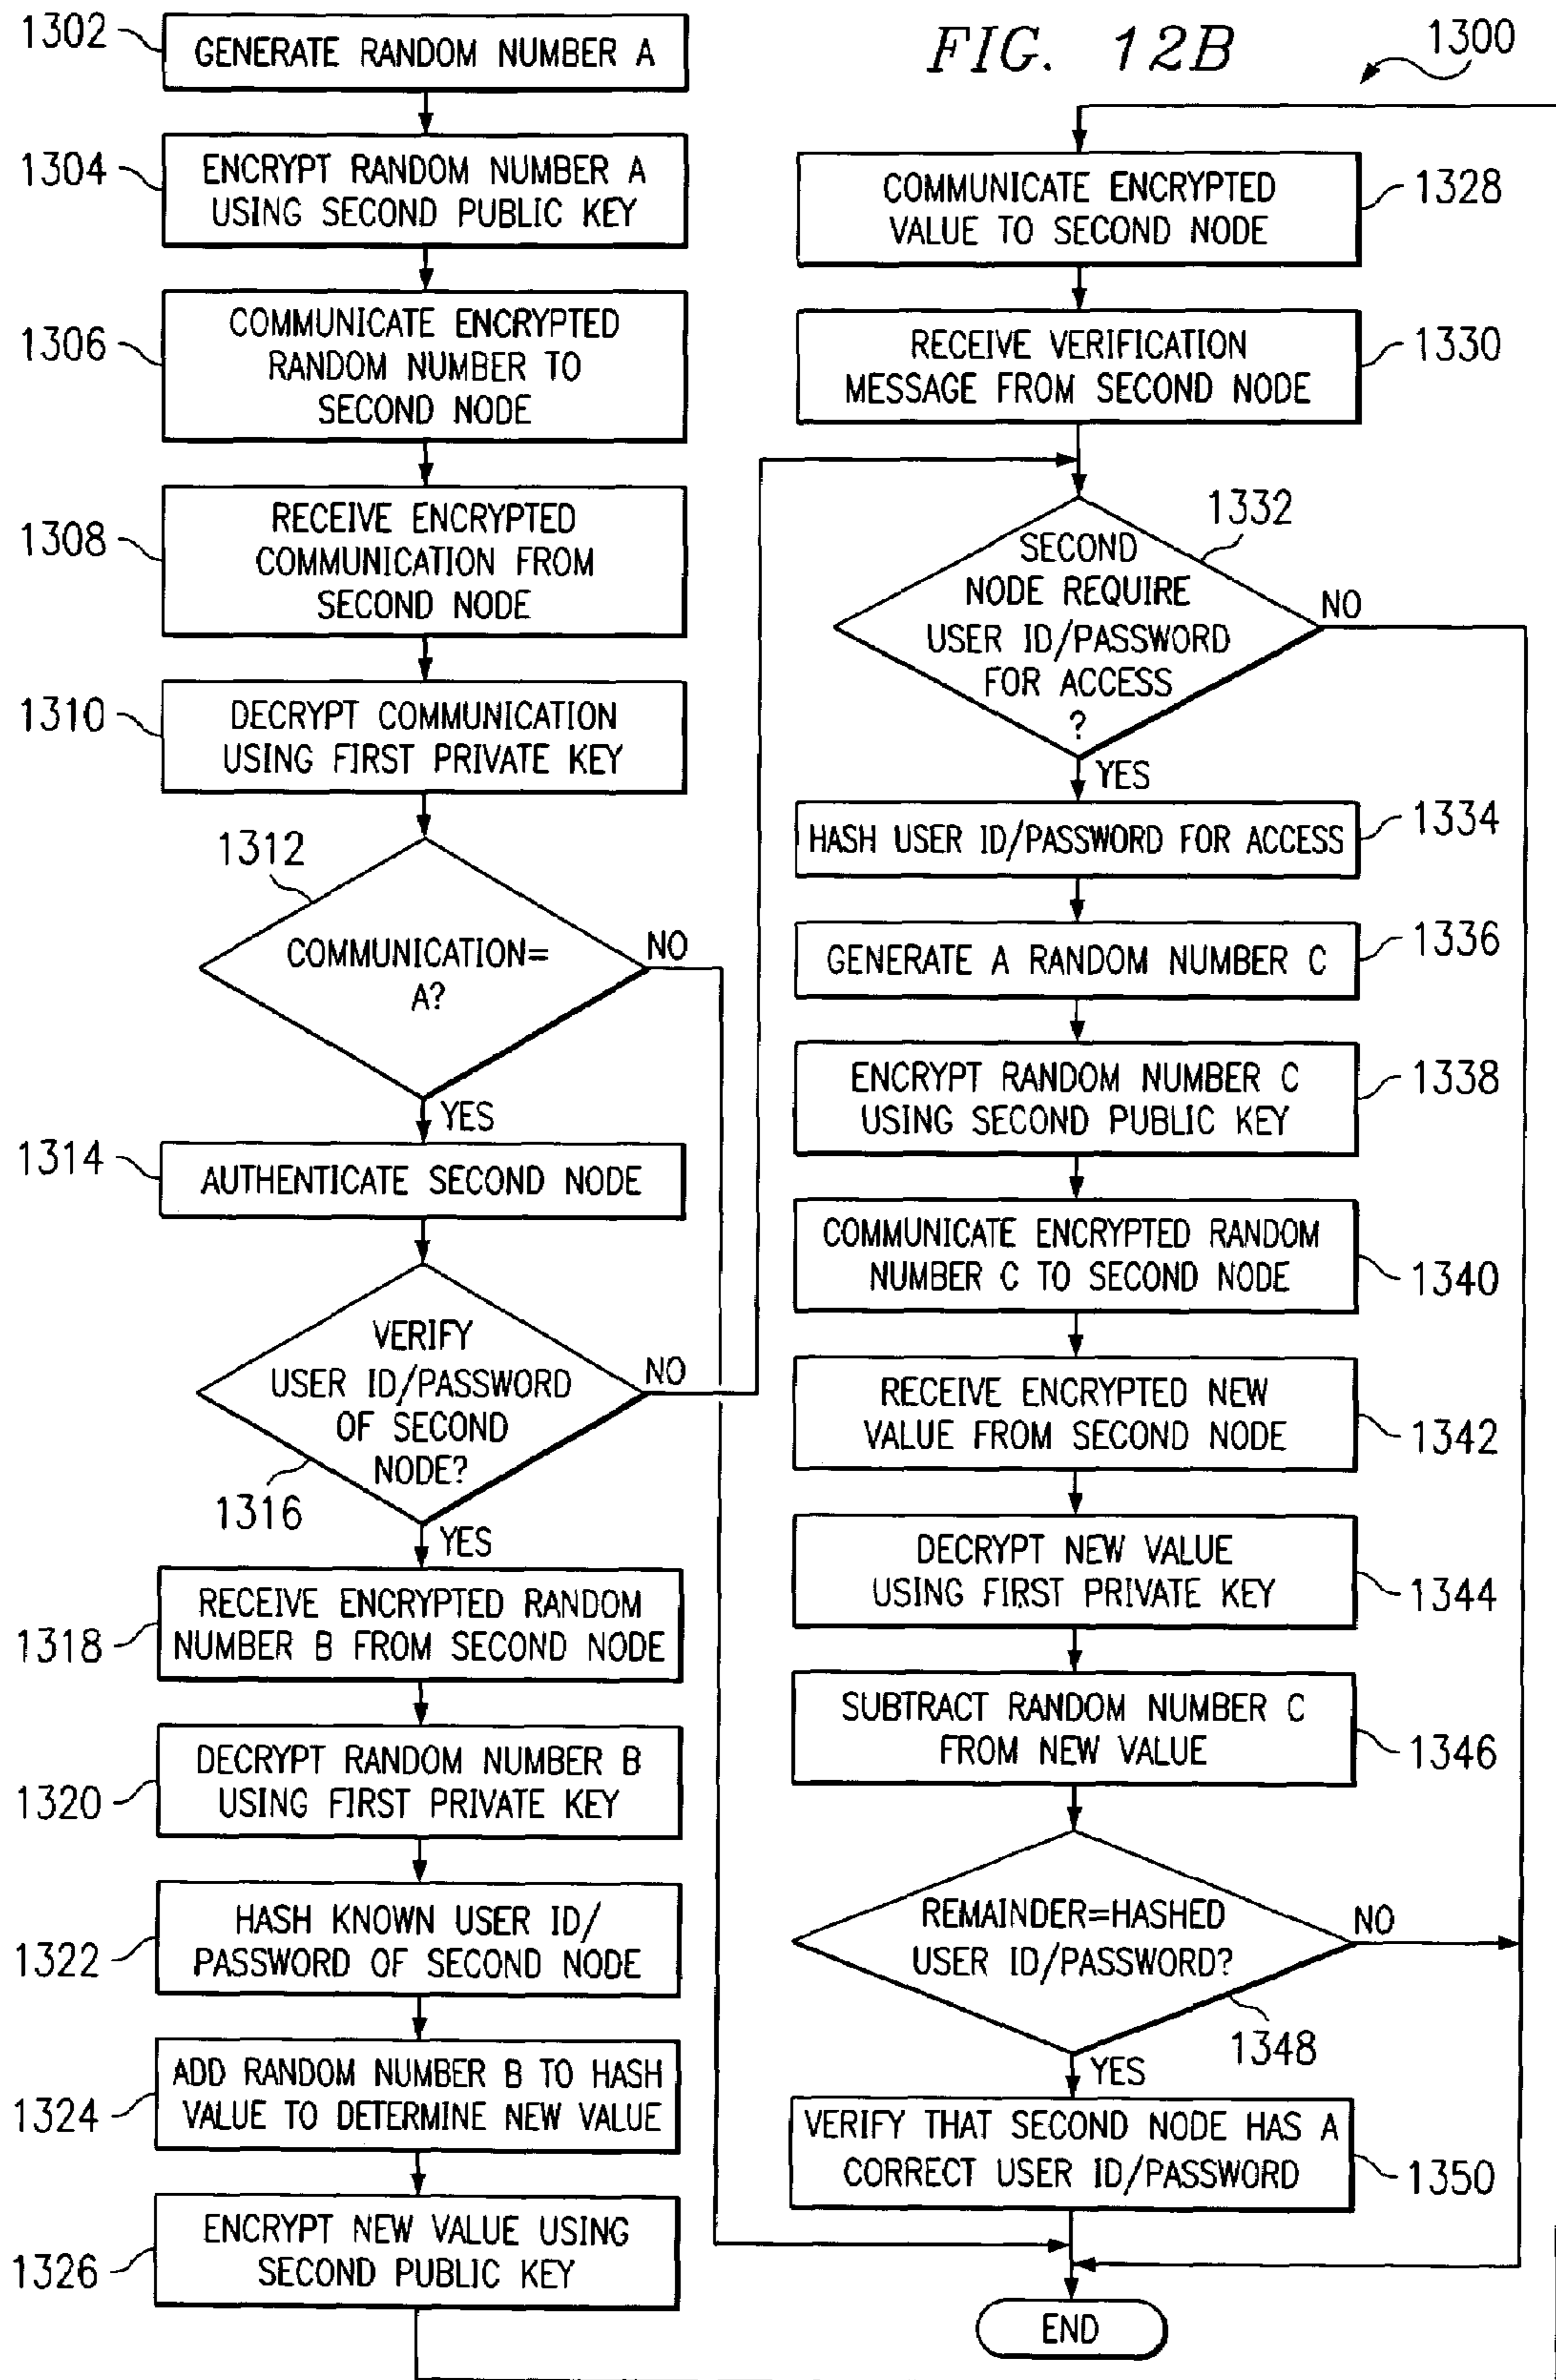 FIG. 12B
1300
1302
GENERATE RANDOM NUMBER A
1304
ENCRYPT RANDOM NUMBER A
USING SECOND PUBLIC KEY
1306
COMMUNICATE ENCRYPTED
RANDOM NUMBER TO
SECOND NODE
1308
RECEIVE ENCRYPTED
COMMUNICATION FROM
SECOND NODE
1310
DECRYPT COMMUNICATION
USING FIRST PRIVATE KEY
1312
COMMUNICATION=
A?
NO
YES
1314
AUTHENTICATE SECOND NODE
VERIFY
USER ID/PASSWORD
OF SECOND
NODE?
NO
1316
YES
1318
RECEIVE ENCRYPTED RANDOM
NUMBER B FROM SECOND NODE
1320
DECRYPT RANDOM NUMBER B
USING FIRST PRIVATE KEY
1322
HASH KNOWN USER ID/
PASSWORD OF SECOND NODE
1324
ADD RANDOM NUMBER B TO HASH
VALUE TO DETERMINE NEW VALUE
1326
ENCRYPT NEW VALUE USING
SECOND PUBLIC KEY
COMMUNICATE ENCRYPTED
VALUE TO SECOND NODE
1328
RECEIVE VERIFICATION
MESSAGE FROM SECOND NODE
1330
1332
SECOND
NODE REQUIRE
USER ID/PASSWORD
FOR ACCESS
?
NO
YES
HASH USER ID/PASSWORD FOR ACCESS
1334
GENERATE A RANDOM NUMBER C
1336
ENCRYPT RANDOM NUMBER C
USING SECOND PUBLIC KEY
1338
COMMUNICATE ENCRYPTED RANDOM
NUMBER C TO SECOND NODE
1340
RECEIVE ENCRYPTED NEW
VALUE FROM SECOND NODE
1342
DECRYPT NEW VALUE
USING FIRST PRIVATE KEY
1344
SUBTRACT RANDOM NUMBER C
FROM NEW VALUE
1346
REMAINDER=HASHED
USER ID/PASSWORD?
NO
1348
YES
VERIFY THAT SECOND NODE HAS A
CORRECT USER ID/PASSWORD
1350
END